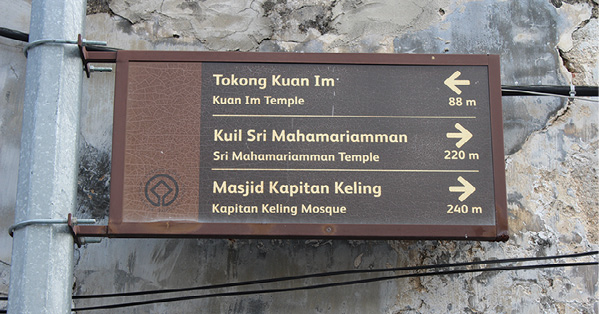 Tokong Kuan Im
Kuan Im Temple
88 m
Kuil Sri Mahamariamman
Sri Mahamariamman Temple
220 m
Masjid Kapitan Keling
Kapitan Keling Mosque
240 m